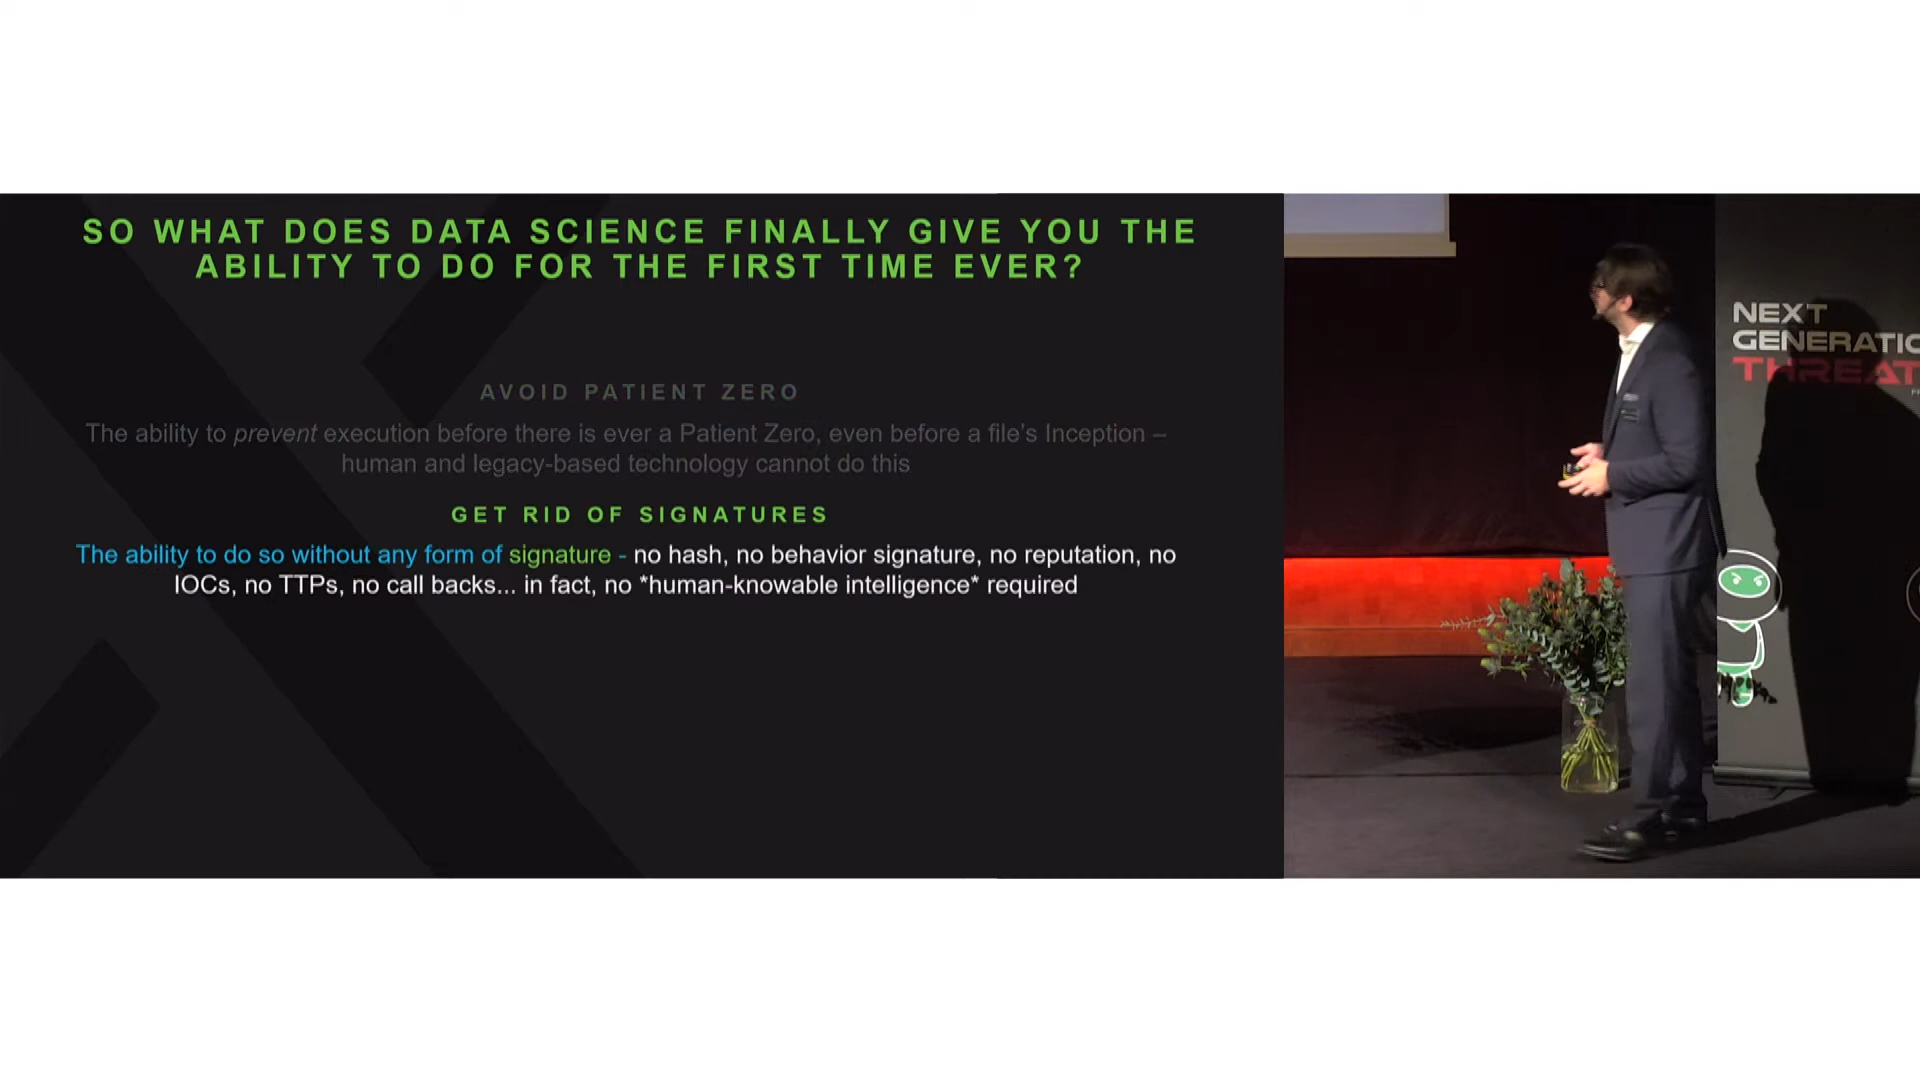 SO WHAT DOES DATA SCIENCE FINALLY GIVE YOU THE
ABILITY TO DO FOR THE FIRST TIME EVER?
AVOID PATIENT ZERO
The ability to prevent execution before there is ever a Patient Zero, even before a file's Inception –
human and legacy-based technology cannot do this
GET RID OF SIGNATURES
The ability to do so without any form of signature - no hash, no behavior signature, no reputation, no
IOCs, no TTPs, no call backs... in fact, no *human-knowable intelligence* required
NEXT
GENERATIO
THREAT